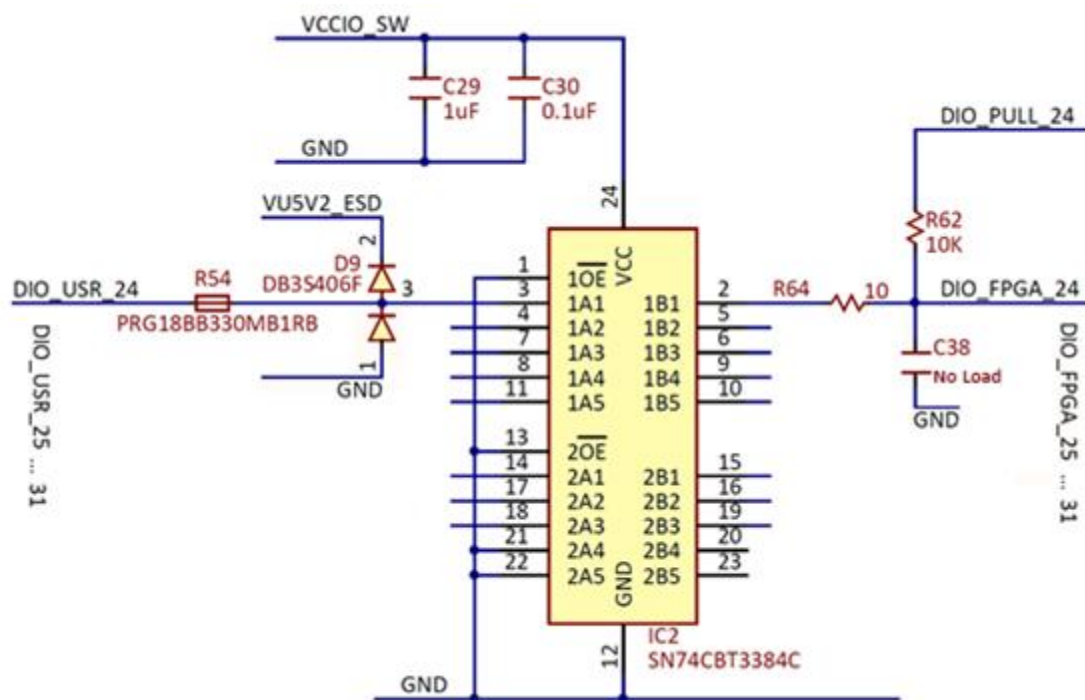 VCCIO_SW
C29
1uF
C30
0.1uF
GND
DIO_PULL_24
VU5V2_ESD
24
R62
10K
2
D9
DB3S406F
1
1OE
VCC
R54
DIO_USR_24
3
3
1A1
1B1
2
R64
10
DIO_FPGA_24
PRG18BB330MB1RB
4
1A2
1B2
5
7
1A3
1B3
6
C38
No Load
8
1A4
1B4
9
1
GND
11
1A5
1B5
10
GND
DIO_USR_25 ... 31
DIO_FPGA_25 ... 31
13
2OE
14
2A1
2B1
15
17
2A2
2B2
16
18
2A3
2B3
19
21
2A4
2B4
20
22
2A5
2B5
23
GND
12
IC2
SN74CBT3384C
GND